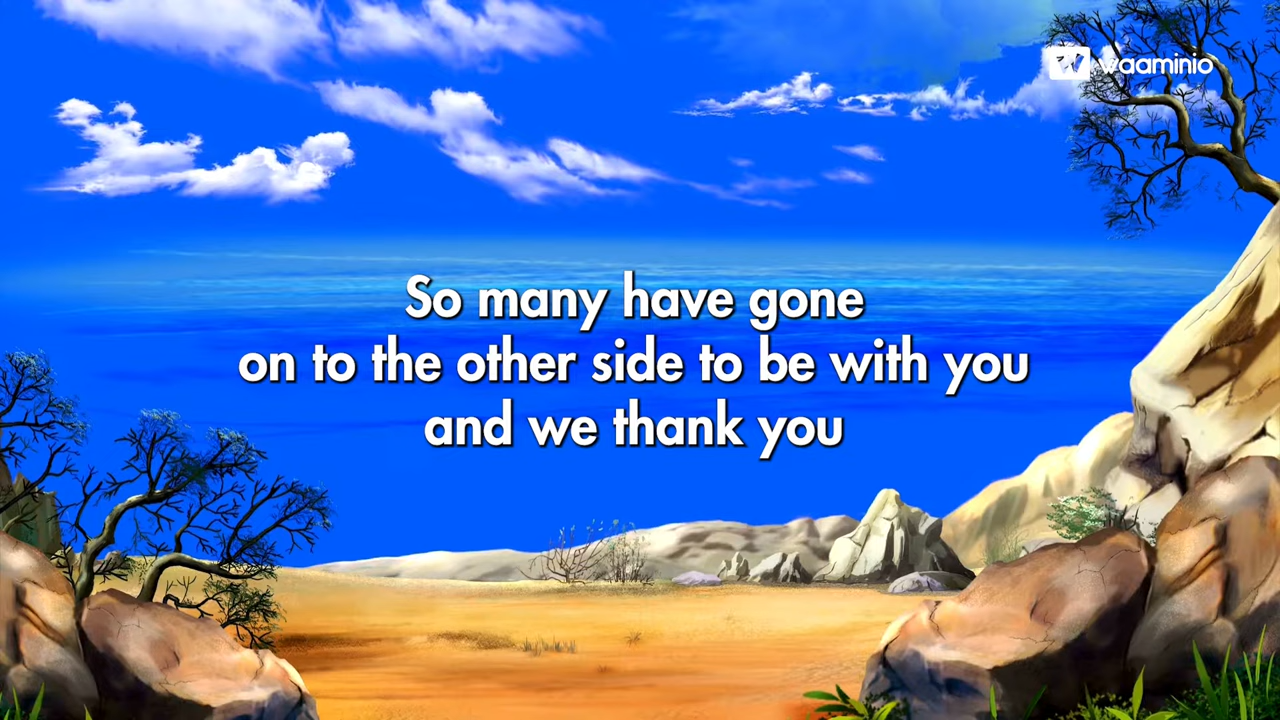 waaminio
So many have gone
on to the other side to be with you
and we thank you